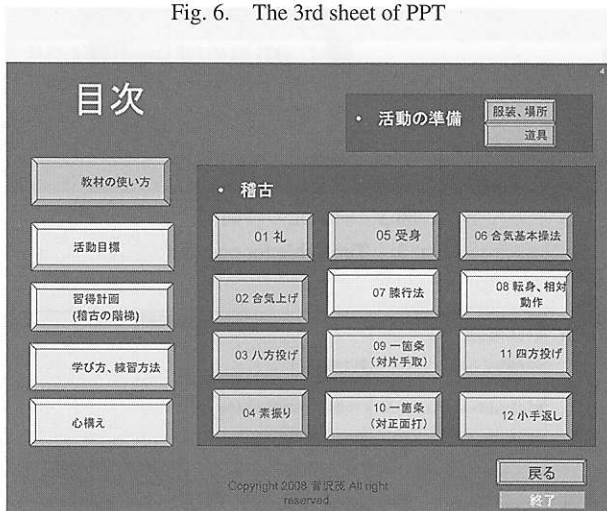 Fig. 6. The 3rd sheet of PPT
4
目次
・ 活動の準備
服装、場所
道具
教材の使い方
活動目標
習得計画
(稽古の階梯)
学び方、練習方法
心構え
・ 稽古
01 礼
05 受身
06 合気基本操法
02 合気上げ
07 膝行法
08 転身、相対
動作
03 八方投げ
09 一箇条
(対片手取)
11 四方投げ
04 素振り
10 一箇条
(対正面打)
12 小手返し
Copyright 2008 菅沢茂 All right
reserved.
戻る
終了